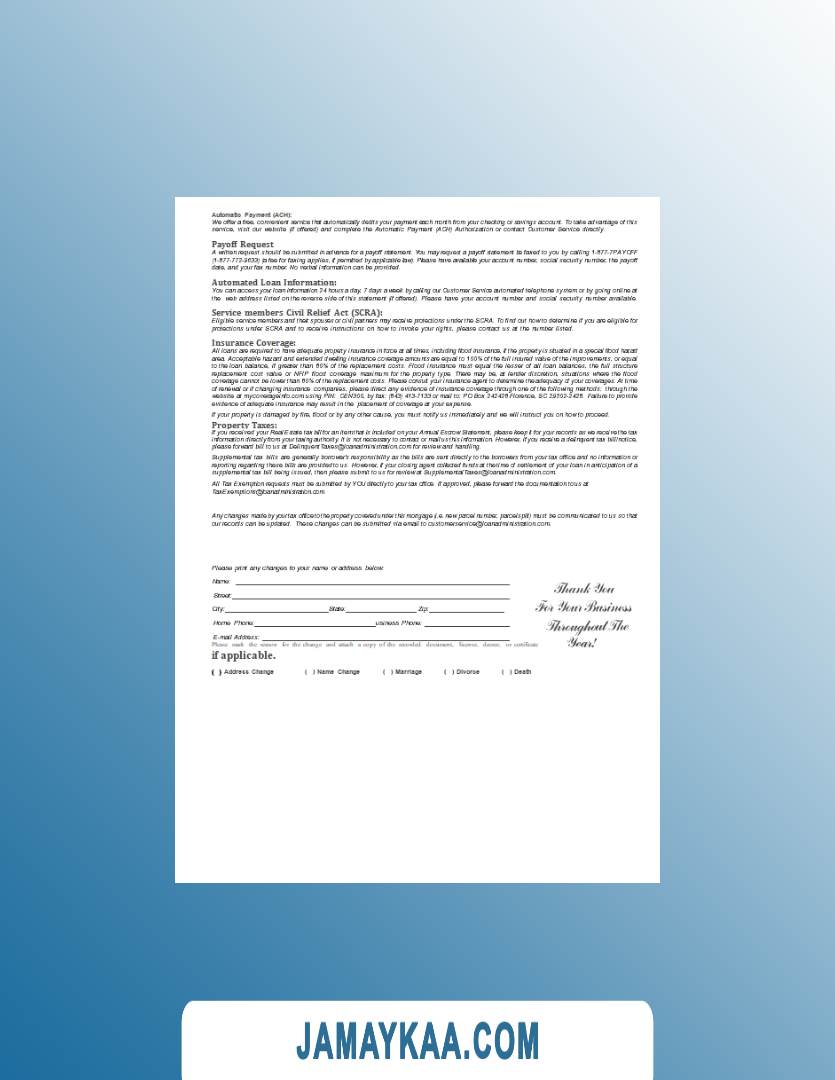 Automatic Payment (ACH):
We offer a free, convenient service that automatically debits your payment each month from your checking or savings account. To take advantage of this
service, visit our website (if offered) and complete the Automatic Payment (ACH) Authorization or contact Customer Service directly.
Payoff Request
A written request should be submitted in advance for a payoff statement. You may request a payoff statement be faxed to you by calling 1-877-7PAYOFF
(1-877-772-9633) (a fee for faxing applies, if permitted by applicable law). Please have available your account number, social security number, the payoff
date, and your fax number. No verbal information can be provided.
Automated Loan Information:
You can access your loan information 24 hours a day, 7 days a week by calling our Customer Service automated telephone system or by going online at
the web address listed on the reverse side of this statement (if offered). Please have your account number and social security number available.
Service members Civil Relief Act (SCRA):
Eligible service members and their spouses or civil partners may receive protections under the SCRA. To find out how to determine if you are eligible for
protections under SCRA and to receive instructions on how to invoke your rights, please contact us at the number listed.
Insurance Coverage:
All loans are required to have adequate property insurance in force at all times, including flood insurance, if the property is situated in a special flood hazard
area. Acceptable hazard and extended dwelling insurance coverage amounts are equal to 100% of the full insured value of the improvements, or equal
to the loan balance, if greater than 80% of the replacement costs. Flood insurance must equal the lesser of all loan balances, the full structure
replacement cost value or NFIP flood coverage maximum for the property type. There may be, at lender discretion, situations where the flood
coverage cannot be lower than 80% of the replacement costs. Please consult your insurance agent to determine the adequacy of your coverages. At time
of renewal or if changing insurance companies, please direct any evidence of insurance coverage through one of the following methods: through the
website at mycoverageinfo.com using PIN: CEN300, by fax: (843) 413-7133 or mail to: PO Box Florence, SC Failure to provide
evidence of adequate insurance may result in the placement of coverage at your expense.
If your property is damaged by fire, flood or by any other cause, you must notify us immediately and we will instruct you on how to proceed.
Property Taxes:
If you received your Real Estate tax bill for an item that is included on your Annual Escrow Statement, please keep it for your records as we receive the tax
information directly from your taxing authority. It is not necessary to contact or mail us this information. However, if you receive a delinquent tax bill/notice,
please forward bill to us at DelinquentTaxes@loanadministration.com for review and handling.
Supplemental tax bills are generally borrower's responsibility as the bills are sent directly to the borrowers from your tax office and no information or
reporting regarding these bills are provided to us. However, if your closing agent collected funds at the time of settlement of your loan in anticipation of a
supplemental tax bill being issued, then please submit to us for review at SupplementalTaxes@loanadministration.com.
All Tax Exemption requests must be submitted by YOU directly to your tax office. If approved, please forward the documentation to us at
TaxExemptions@loanadministration.com
Any changes made by your tax office to the property covered under this mortgage (i.e. new parcel number, parcel split) must be communicated to us so that
our records can be updated. These changes can be submitted via email to customerservice@loanadministration.com.
Please print any changes to your name or address below.
Name:
Street:
City: State: Zip:
Home Phone: usiness Phone:
E-mail Address:
Please mark the reason for the change and attach a copy of the recorded document, license, decree, or certificate
if applicable.
( ) Address Change ( ) Name Change ( ) Marriage ( ) Divorse ( ) Death
Thank You
For Your Business
Throughout The
Year!
JAMAYKAA.COM